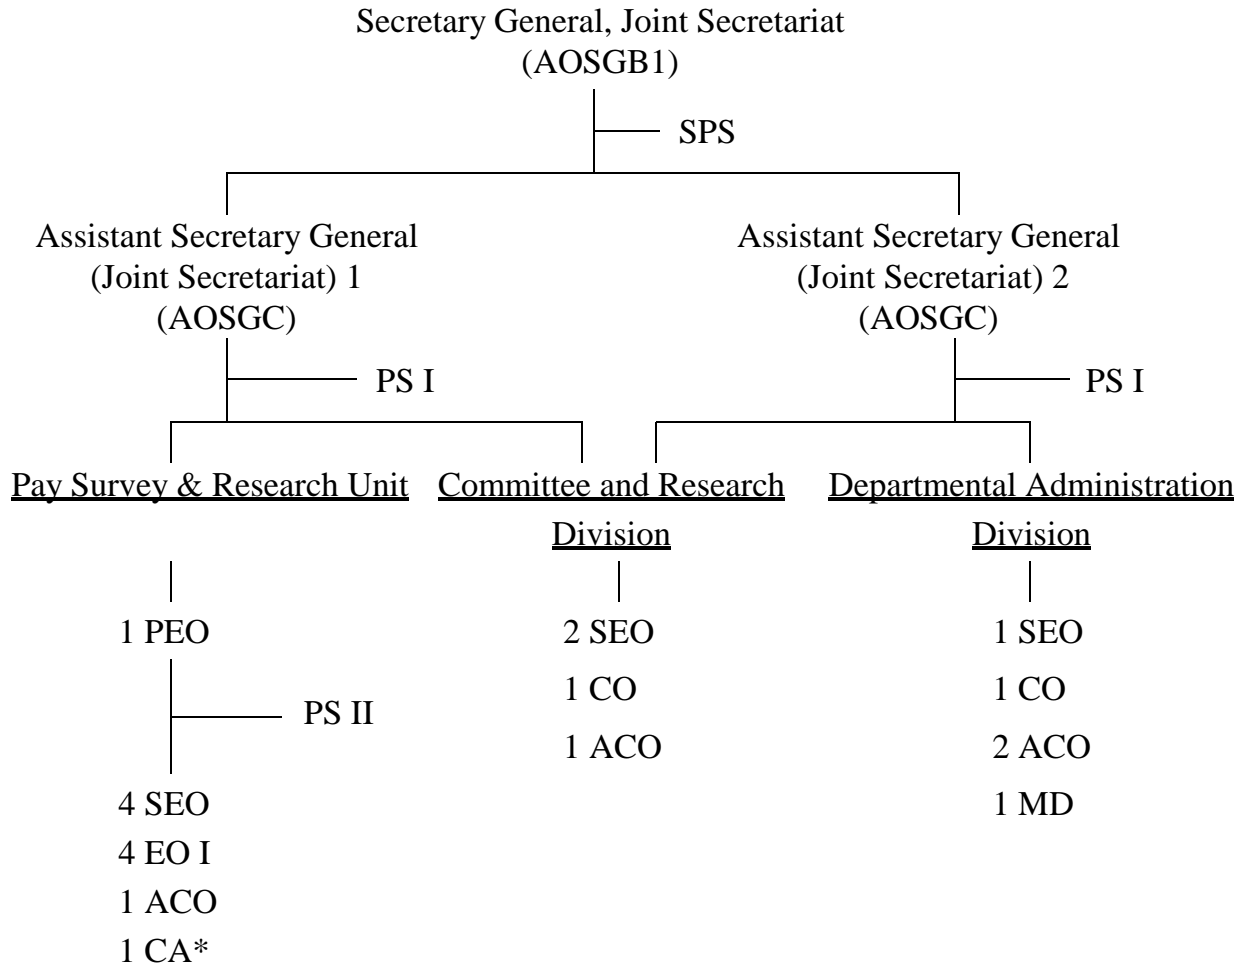 Secretary General, Joint Secretariat
(AOSGB1)
SPS
Assistant Secretary General
(Joint Secretariat) 1
(AOSGC)
PS I
Assistant Secretary General
(Joint Secretariat) 2
(AOSGC)
PS I
Pay Survey & Research Unit
1 PEO
PS II
4 SEO
4 EO I
1 ACO
1 CA*
Committee and Research
Division
2 SEO
1 CO
1 ACO
Departmental Administration
Division
1 SEO
1 CO
2 ACO
1 MD